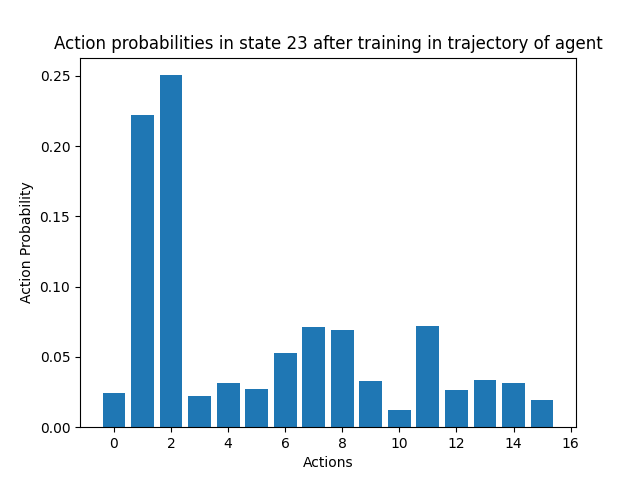 Action probabilities in state 23 after training in trajectory of agent
0.25
0.20
0.15
0.10
0.05
0.00
Action Probability
0 2 4 6 8 10 12 14 16
Actions